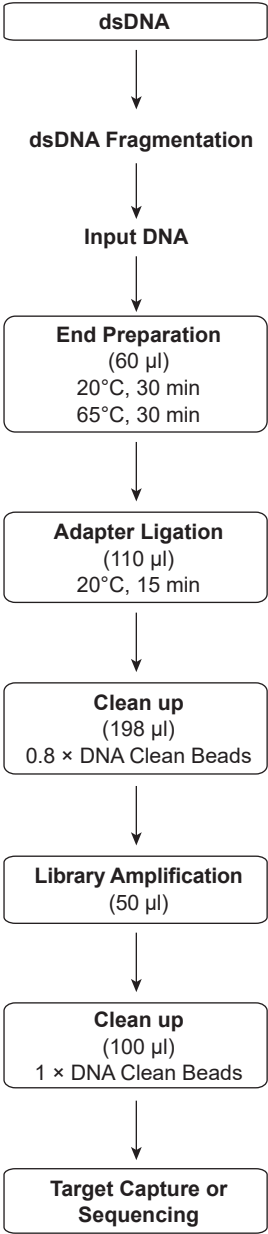 dsDNA
dsDNA Fragmentation
Input DNA
End Preparation
(60 µl)
20°C, 30 min
65°C, 30 min
Adapter Ligation
(110 µl)
20°C, 15 min
Clean up
(198 µl)
0.8 × DNA Clean Beads
Library Amplification
(50 µl)
Clean up
(100 µl)
1 × DNA Clean Beads
Target Capture or
Sequencing